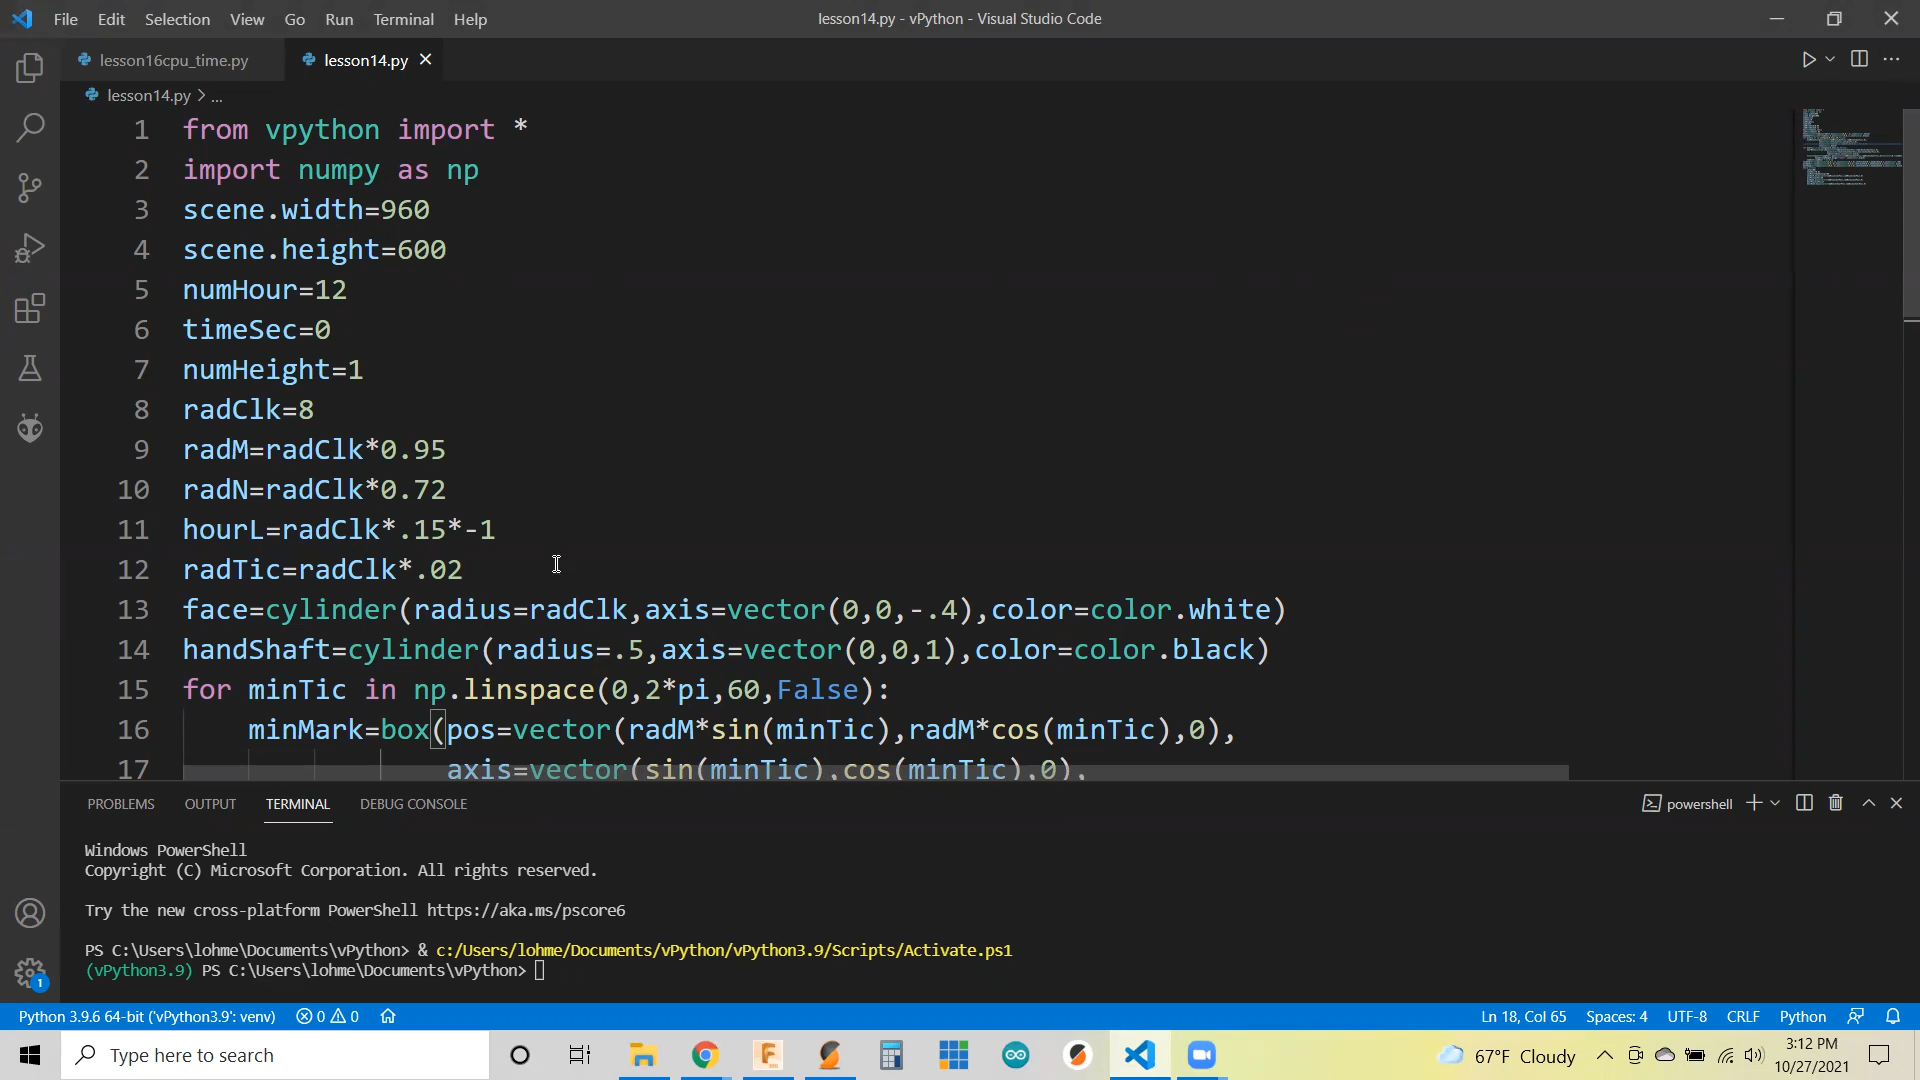 File Edit Selection View Go Run Terminal Help
lesson14.py - vPython - Visual Studio Code
lesson16cpu_time.py
lesson14.py
lesson14.py > ...
1 from vpython import *
2 import numpy as np
3 scene.width=960
4 scene.height=600
5 numHour=12
6 timeSec=0
7 numHeight=1
8 radClk=8
9 radM=radClk*0.95
10 radN=radClk*0.72
11 hourL=radClk*.15*-1
12 radTic=radClk*.02
13 face=cylinder(radius=radClk,axis=vector(0,0,-.4),color=color.white)
14 handShaft=cylinder(radius=.5,axis=vector(0,0,1),color=color.black)
15 for minTic in np.linspace(0,2*pi,60,False):
16 minMark=box(pos=vector(radM*sin(minTic),radM*cos(minTic),0),
17 axis=vector(sin(minTic),cos(minTic),0),
PROBLEMS OUTPUT TERMINAL DEBUG CONSOLE
powershell
Windows PowerShell
Copyright (C) Microsoft Corporation. All rights reserved.
Try the new cross-platform PowerShell https://aka.ms/pscore6
PS C:\Users\lohme\Documents\vPython> & c:/Users/lohme/Documents/vPython/vPython3.9/Scripts/Activate.ps1
(vPython3.9) PS C:\Users\lohme\Documents\vPython>
1
Python 3.9.6 64-bit ('vPython3.9': venv) 0 0
Ln 18, Col 65 Spaces: 4 UTF-8 CRLF Python
Type here to search
67°F Cloudy
3:12 PM
10/27/2021